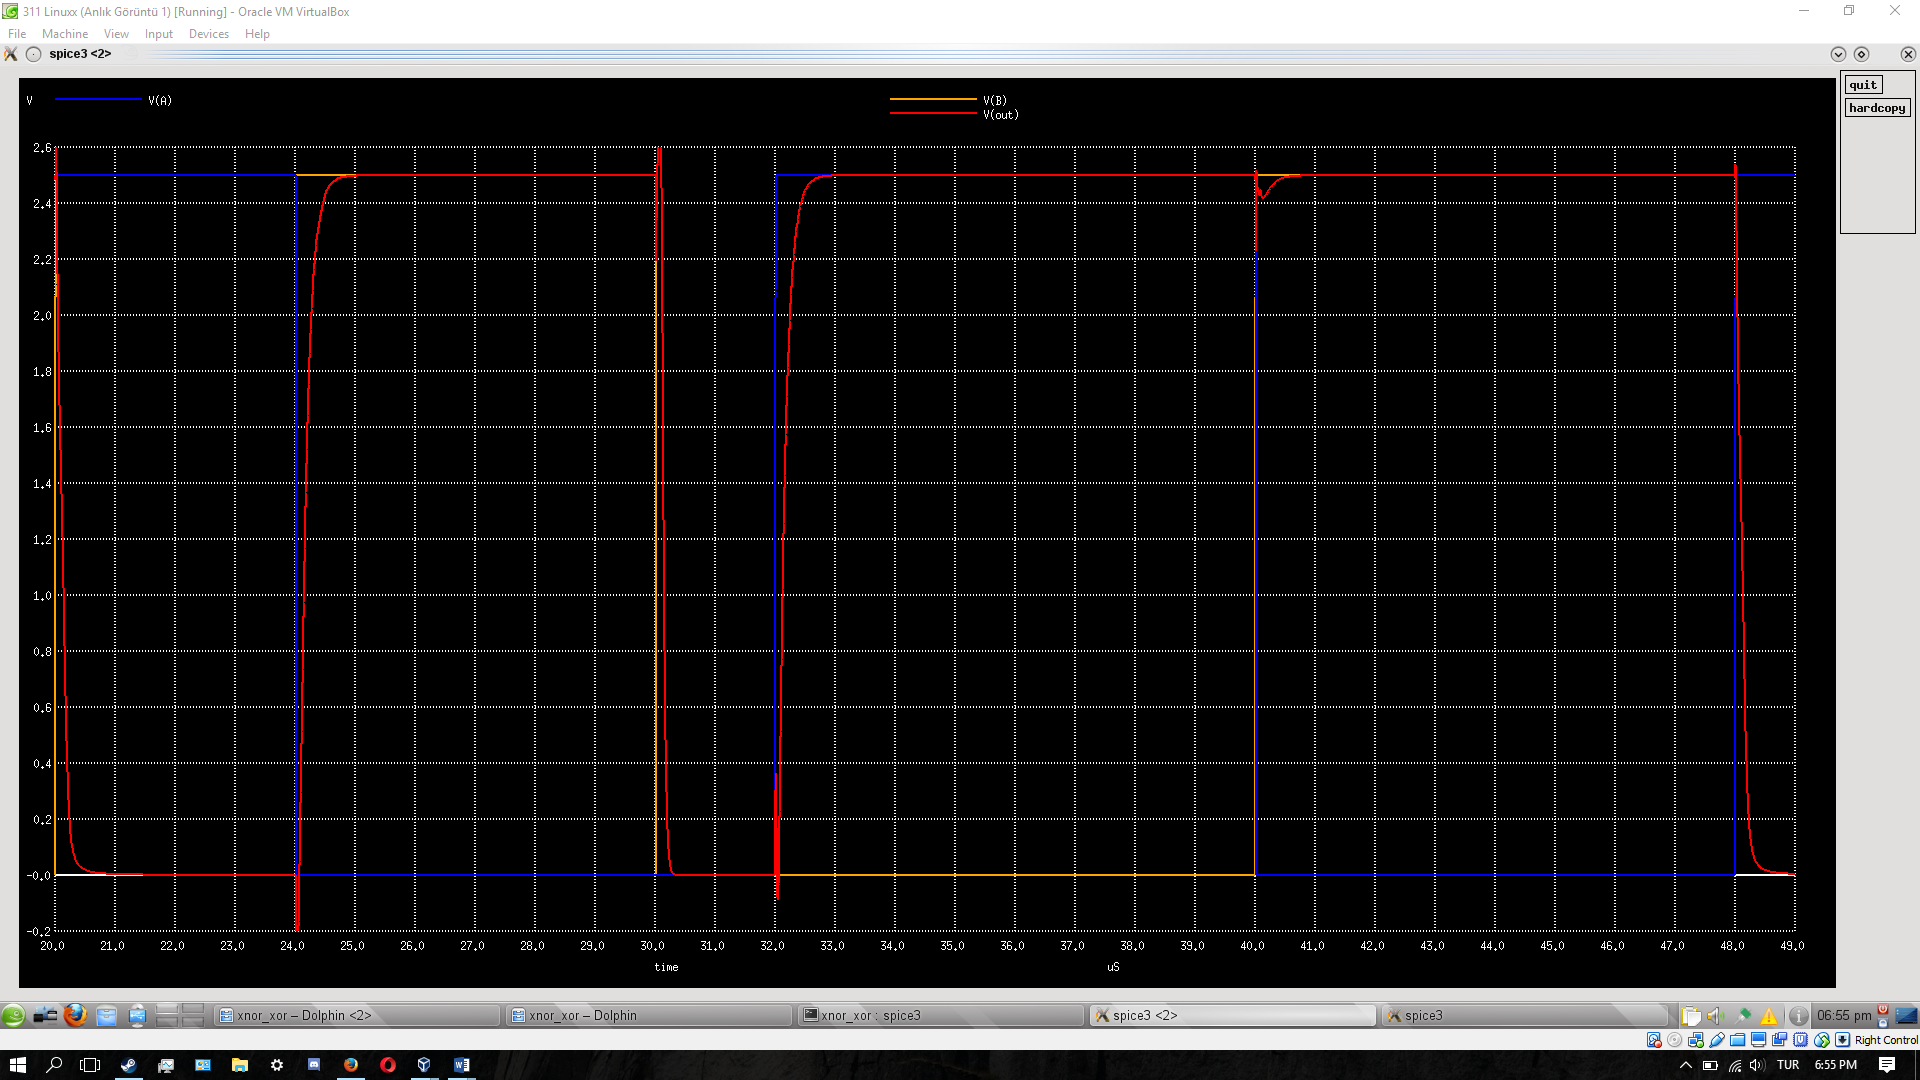 311 Linuxx (Anlık Görüntü 1) [Running] - Oracle VM VirtualBox
File Machine View Input Devices Help
spice3 <2>
quit
hardcopy
V V(A) V(B)
V(out)
2.6
2.4
2.2
2.0
1.8
1.6
1.4
1.2
1.0
0.8
0.6
0.4
0.2
-0.0
-0.2
20.0 21.0 22.0 23.0 24.0 25.0 26.0 27.0 28.0 29.0 30.0 31.0 32.0 33.0 34.0 35.0 36.0 37.0 38.0 39.0 40.0 41.0 42.0 43.0 44.0 45.0 46.0 47.0 48.0 49.0
time uS
xnor_xor – Dolphin <2> xnor_xor – Dolphin xnor_xor : spice3 spice3 <2> spice3 06:55 pm
Right Control
TUR 6:55 PM